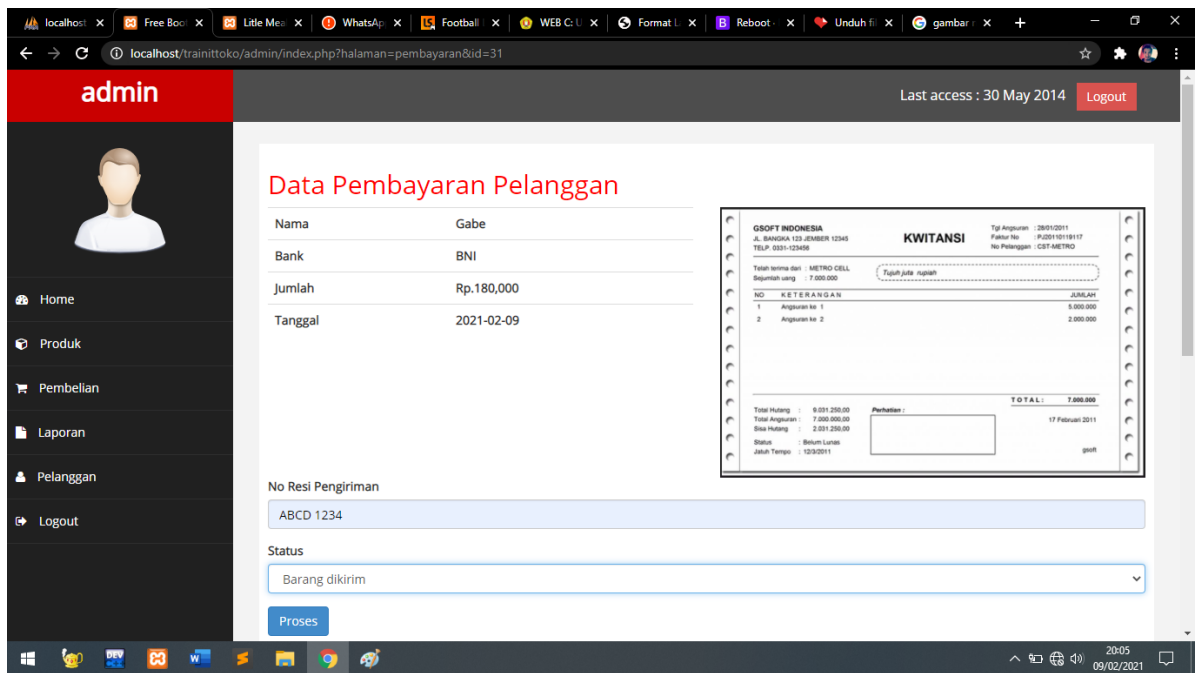 localhost
Free Boot
Litle Mea
WhatsAp
Football
WEB C: U
Format L
Reboot
Unduh fil
gambar r
localhost/trainittoko/admin/index.php?halaman=pembayaran&id=31
admin
Last access : 30 May 2014 Logout
Home
Produk
Pembelian
Laporan
Pelanggan
Logout
Data Pembayaran Pelanggan
Nama Gabe
Bank BNI
Jumlah Rp.180,000
Tanggal 2021-02-09
GSOFT INDONESIA
JL. BANGKA 123 JEMBER 12345
TELP. 0331-123456
KWITANSI
Tgl Angsuran : 28/01/2011
Faktur No : PJ20110119117
No Pelanggan : CST-METRO
Telah terima dari : METRO CELL
Sejumlah uang : 7.000.000
Tujuh juta rupiah
NO KETERANGAN JUMLAH
1 Angsuran ke 1 5.000.000
2 Angsuran ke 2 2.000.000
TOTAL: 7.000.000
Total Hutang : 9.031.250,00
Total Angsuran : 7.000.000,00
Sisa Hutang : 2.031.250,00
Status : Belum Lunas
Jatuh Tempo : 12/3/2011
Perhatian :
17 Februari 2011
gsoft
No Resi Pengiriman
ABCD 1234
Status
Barang dikirim
Proses
DEV
20:05
09/02/2021